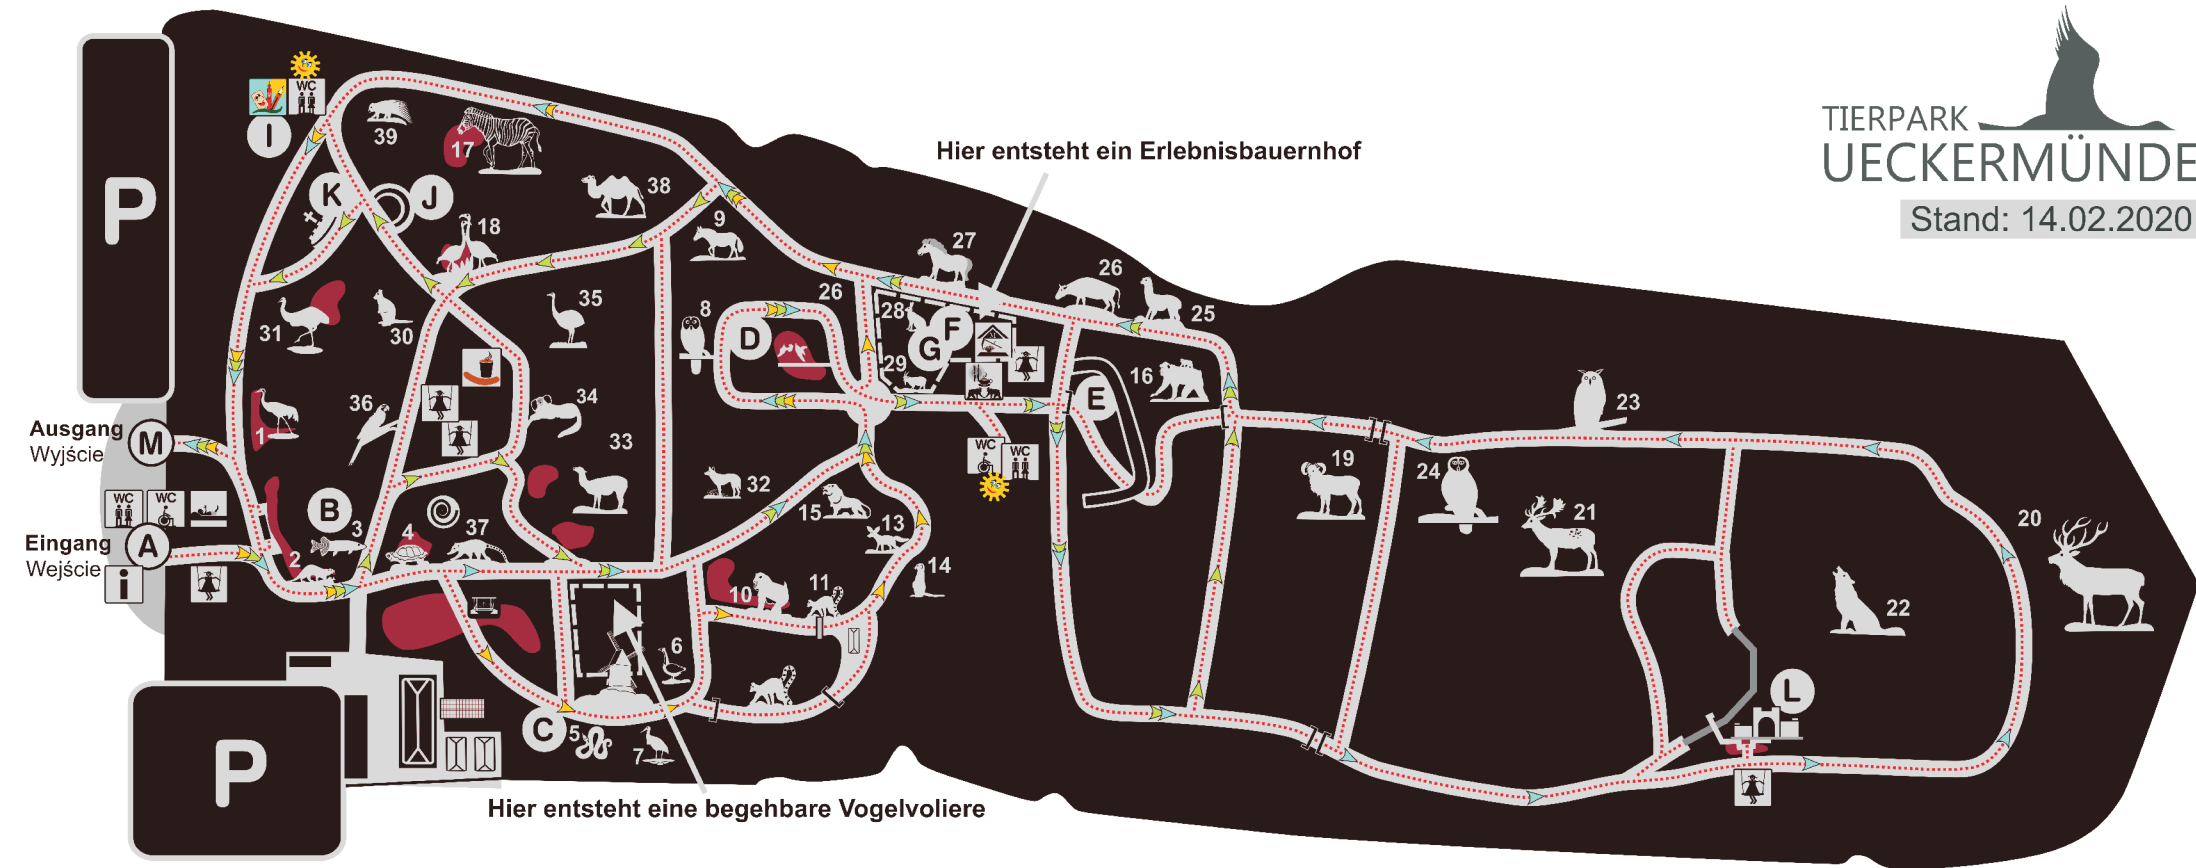 TIERPARK
UECKERMÜNDE
Stand: 14.02.2020
Hier entsteht ein Erlebnisbauernhof
P
WC
I
39
17
K
J
38
18
9
27
26
25
31
30
35
8
26
D
28
F
G
29
16
E
1
36
34
33
23
19
24
21
20
22
Ausgang
Wyjście
M
WC
WC
WC
WC
B
3
4
37
32
15
13
14
Eingang
Wejście
A
i
2
10
11
6
L
C
5
7
P
Hier entsteht eine begehbare Vogelvoliere